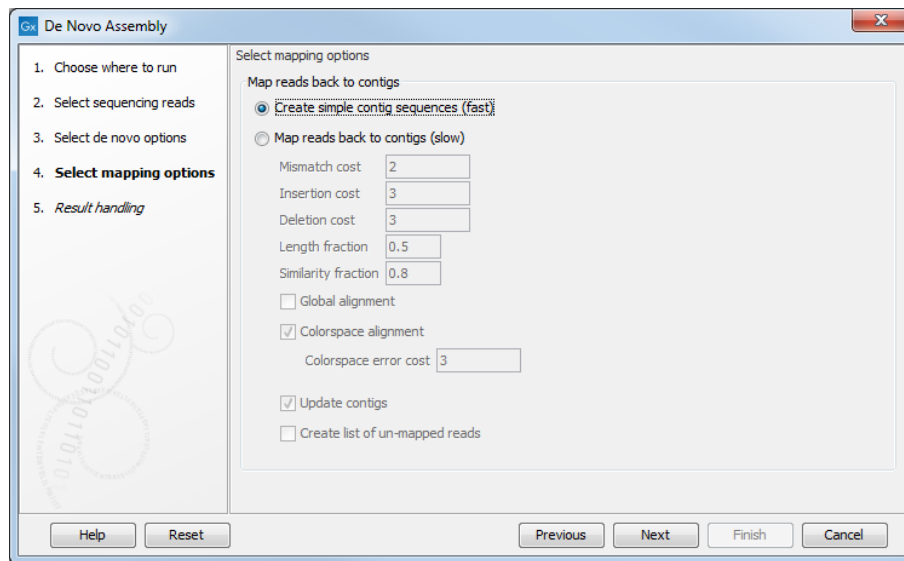 Gx De Novo Assembly
1. Choose where to run
2. Select sequencing reads
3. Select de novo options
4. Select mapping options
5. Result handling
Select mapping options
Map reads back to contigs
Create simple contig sequences (fast)
Map reads back to contigs (slow)
Mismatch cost 2
Insertion cost 3
Deletion cost 3
Length fraction 0.5
Similarity fraction 0.8
Global alignment
Colorspace alignment
Colorspace error cost 3
Update contigs
Create list of un-mapped reads
Help Reset Previous Next Finish Cancel